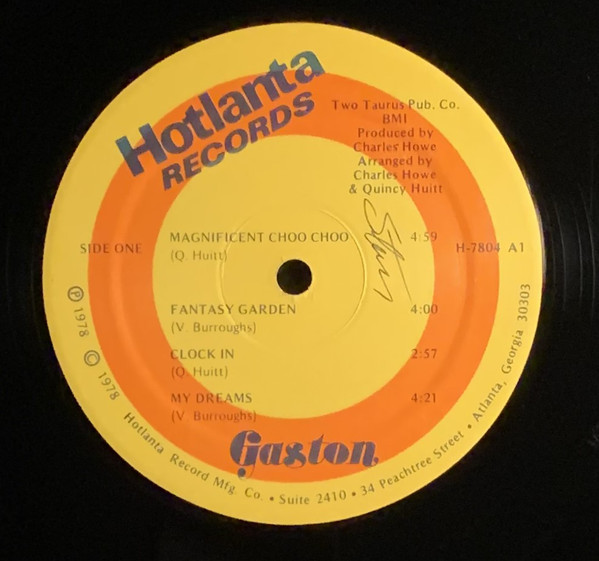 Hotlanta
RECORDS
Two Taurus Pub. Co.
BMI
Produced by
Charles Howe
Arranged by
Charles Howe
& Quincy Huitt
SIDE ONE
H-7804 A1
MAGNIFICENT CHOO CHOO 4:59
(Q. Huitt)
FANTASY GARDEN 4:00
(V. Burroughs)
CLOCK IN 2:57
(Q. Huitt)
MY DREAMS 4:21
(V. Burroughs)
Gaston
Ⓟ 1978 © 1978 Hotlanta Record Mfg. Co. • Suite 2410 • 34 Peachtree Street • Atlanta, Georgia 30303